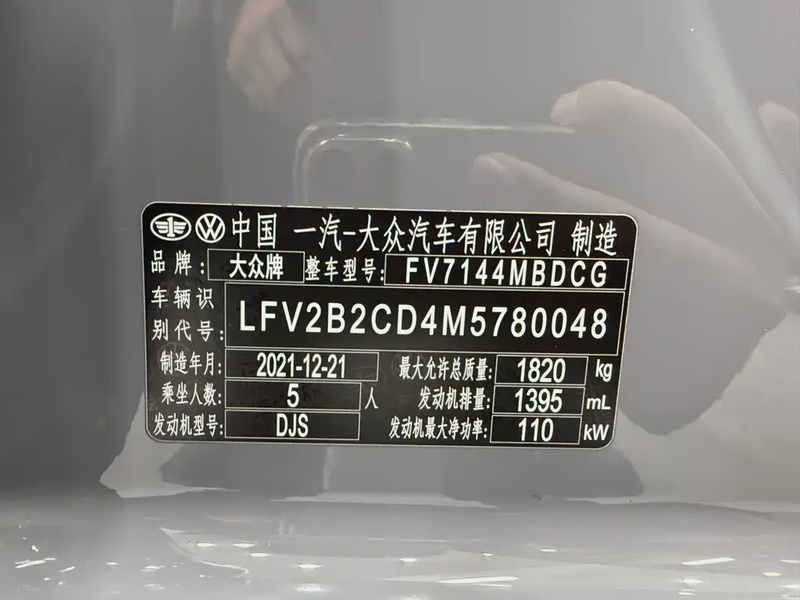 中国 一汽-大众汽车有限公司 制造
品牌: 大众牌 整车型号: FV7144MBDCG
车辆识别代号: LFV2B2CD4M5780048
制造年月: 2021-12-21 最大允许总质量: 1820 kg
乘坐人数: 5 人 发动机排量: 1395 mL
发动机型号: DJS 发动机最大净功率: 110 kW